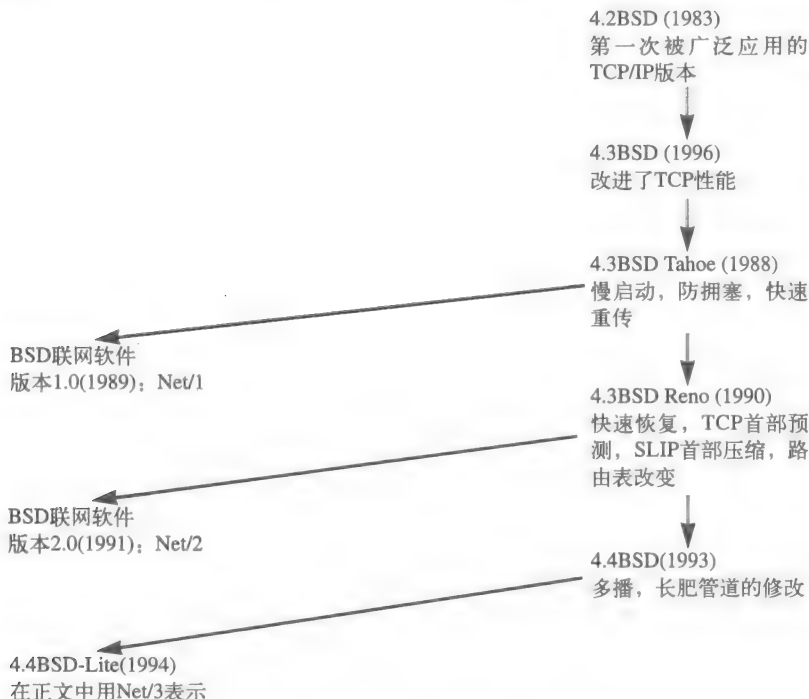 4.2BSD (1983)
第一次被广泛应用的
TCP/IP版本
4.3BSD (1996)
改进了TCP性能
4.3BSD Tahoe (1988)
慢启动，防拥塞，快速
重传
BSD联网软件
版本1.0(1989)；Net/1
4.3BSD Reno (1990)
快速恢复，TCP首部预
测，SLIP首部压缩，路
由表改变
BSD联网软件
版本2.0(1991)；Net/2
4.4BSD(1993)
多播，长肥管道的修改
4.4BSD-Lite(1994)
在正文中用Net/3表示